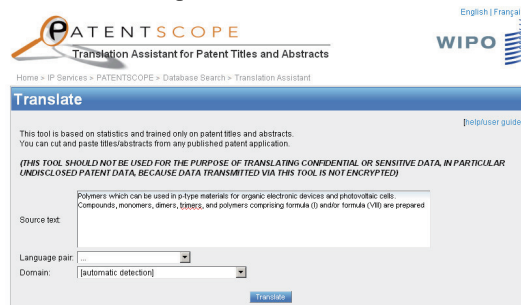 English | Françai
PATENTSCOPE
Translation Assistant for Patent Titles and Abstracts
WIPO
Home > IP Services > PATENTSCOPE > Database Search > Translation Assistant
Translate
[help/user guide
This tool is based on statistics and trained only on patent titles and abstracts.
You can cut and paste titles/abstracts from any published patent application.
(THIS TOOL SHOULD NOT BE USED FOR THE PURPOSE OF TRANSLATING CONFIDENTIAL OR SENSITIVE DATA, IN PARTICULAR
UNDISCLOSED PATENT DATA, BECAUSE DATA TRANSMITTED VIA THIS TOOL IS NOT ENCRYPTED)
Polymers which can be used in p-type materials for organic electronic devices and photovoltaic cells.
Compounds, monomers, dimers, trimers, and polymers comprising formula (I) and/or formula (VIII) are prepared
Source text:
Language pair: ...
Domain: [automatic detection]
Translate